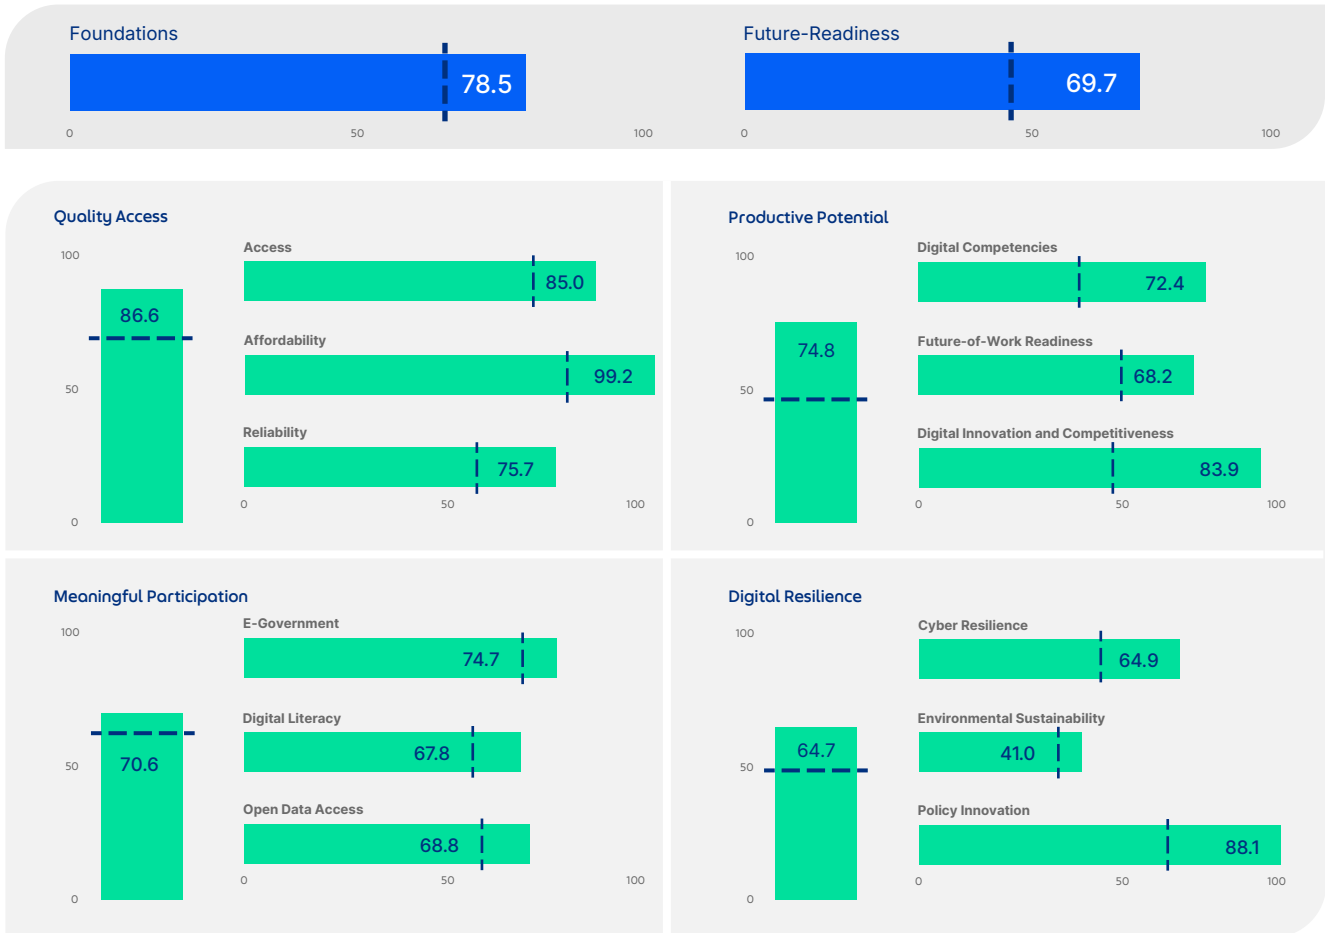 Foundations
78.5
0 50 100
Future-Readiness
69.7
0 50 100
Quality Access
100
86.6
50
0
Access
85.0
Affordability
99.2
Reliability
75.7
0 50 100
Productive Potential
100
74.8
50
0
Digital Competencies
72.4
Future-of-Work Readiness
68.2
Digital Innovation and Competitiveness
83.9
0 50 100
Meaningful Participation
100
50
70.6
0
E-Government
74.7
Digital Literacy
67.8
Open Data Access
68.8
0 50 100
Digital Resilience
100
64.7
50
0
Cyber Resilience
64.9
Environmental Sustainability
41.0
Policy Innovation
88.1
0 50 100